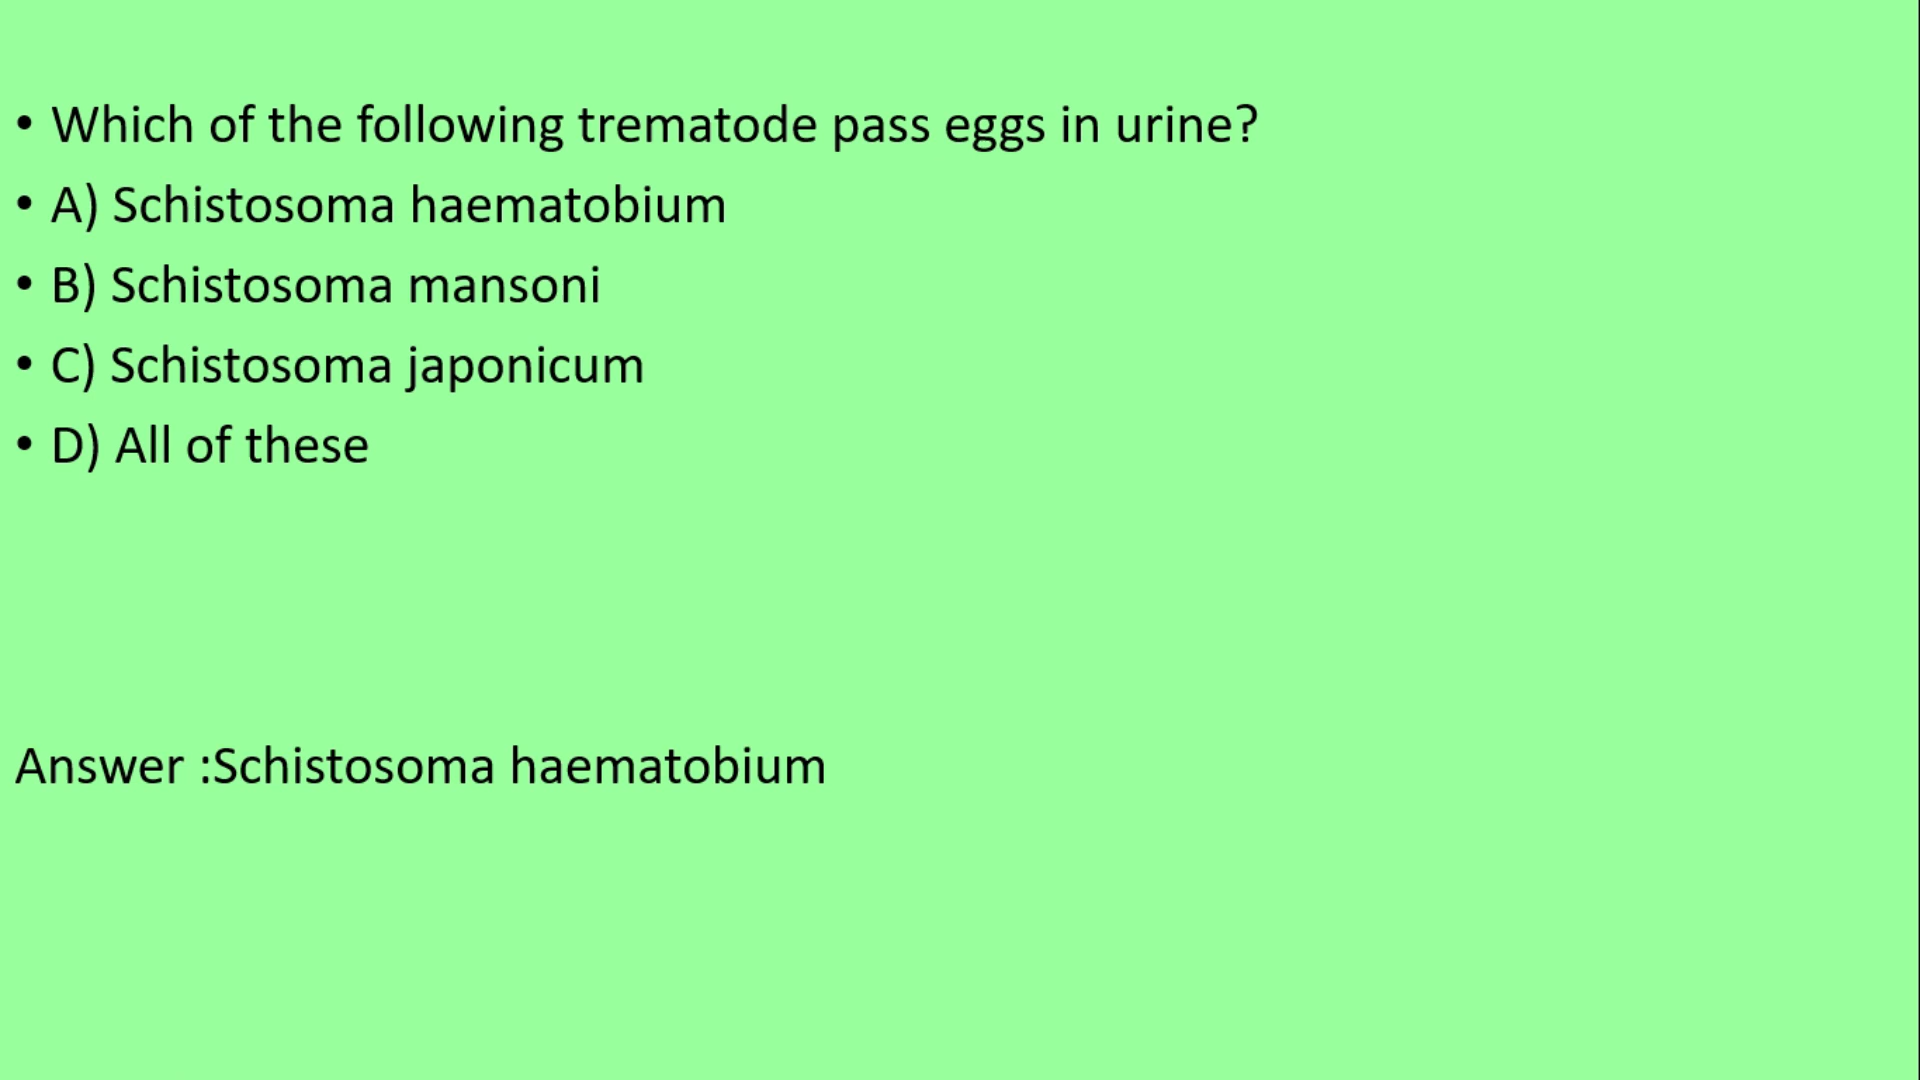 • Which of the following trematode pass eggs in urine?
• A) Schistosoma haematobium
• B) Schistosoma mansoni
• C) Schistosoma japonicum
• D) All of these
Answer :Schistosoma haematobium